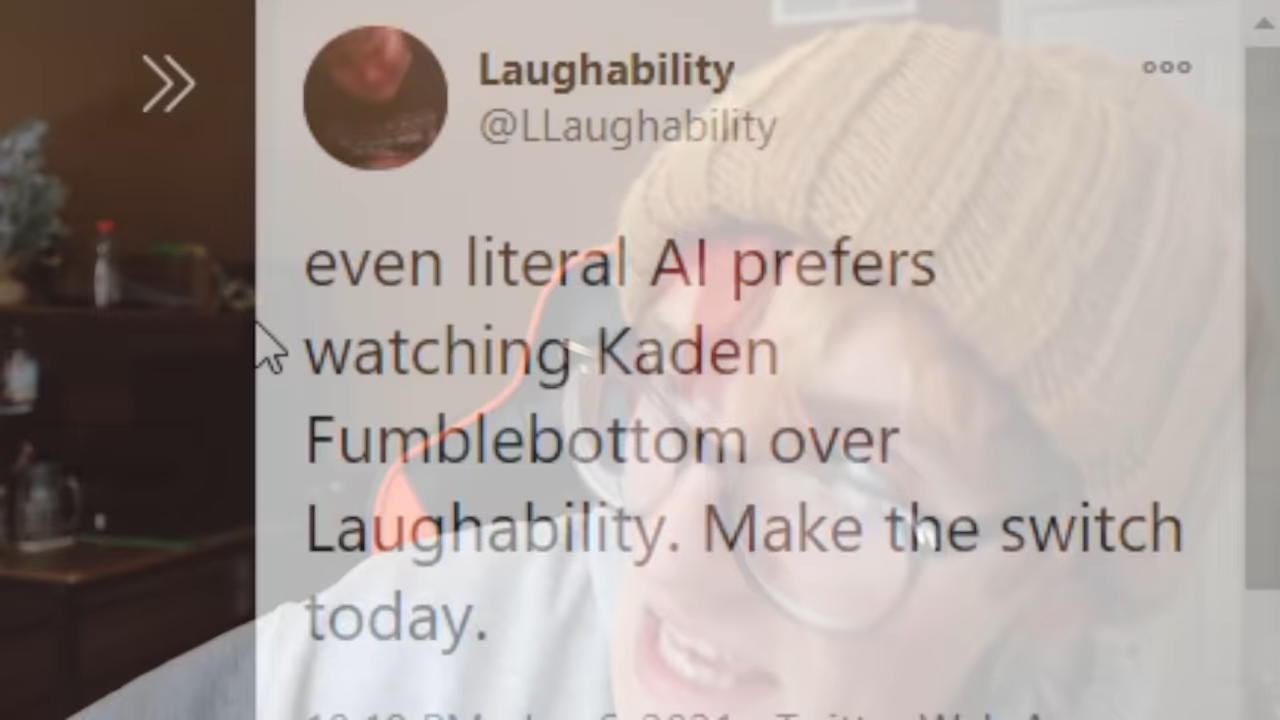 Laughability
@LLaughability
even literal AI prefers
watching Kaden
Fumblebottom over
Laughability. Make the switch
today.